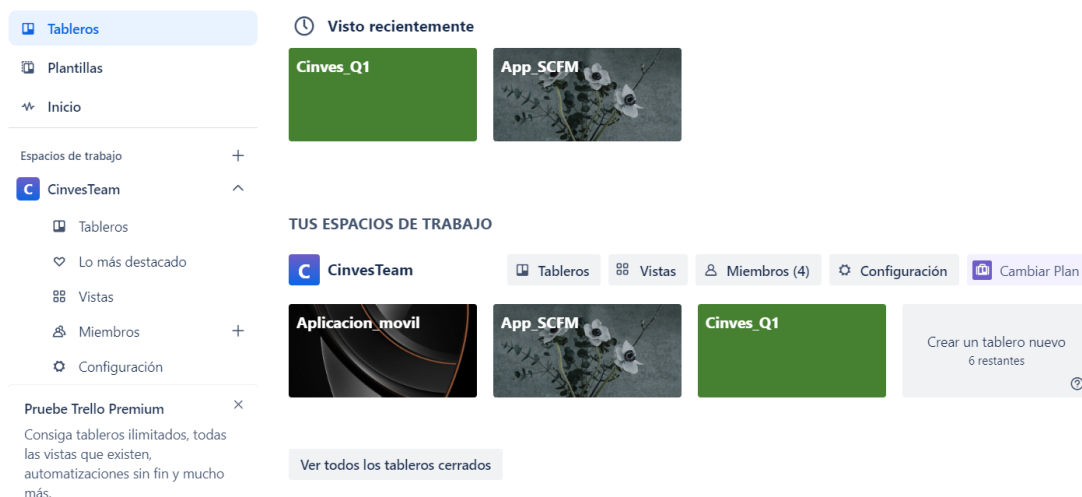 Tableros
Plantillas
Inicio
Espacios de trabajo
C CinvesTeam
Tableros
Lo más destacado
Vistas
Miembros
Configuración
Pruebe Trello Premium
Consiga tableros ilimitados, todas
las vistas que existen,
automatizaciones sin fin y mucho
más.
Visto recientemente
Cinves_Q1
App_SCFM
TUS ESPACIOS DE TRABAJO
C CinvesTeam
Tableros
Vistas
Miembros (4)
Configuración
Cambiar Plan
Aplicacion_movil
App_SCFM
Cinves_Q1
Crear un tablero nuevo
6 restantes
Ver todos los tableros cerrados